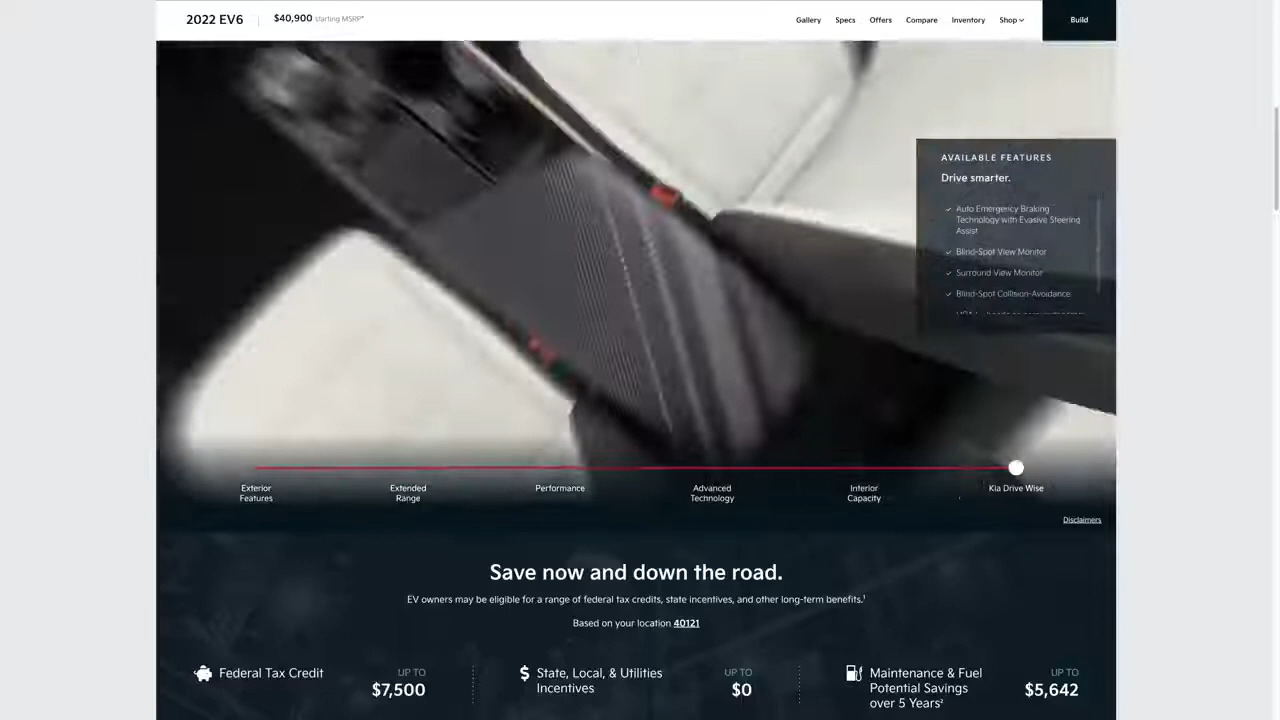 2022 EV6
$40,900 starting MSRP*
Gallery Specs Offers Compare Inventory Shop Build
AVAILABLE FEATURES
Drive smarter.
Auto Emergency Braking
Technology with Evasive Steering
Assist
Blind-Spot View Monitor
Surround View Monitor
Blind-Spot Collision-Avoidance
Exterior
Features
Extended
Range
Performance
Advanced
Technology
Interior
Capacity
Kia Drive Wise
Disclaimers
Save now and down the road.
EV owners may be eligible for a range of federal tax credits, state incentives, and other long-term benefits.¹
Based on your location 40121
Federal Tax Credit
UP TO
$7,500
State, Local, & Utilities
Incentives
UP TO
$0
Maintenance & Fuel
Potential Savings
over 5 Years²
UP TO
$5,642